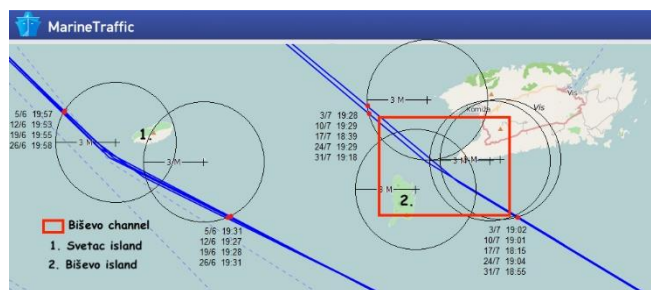 MarineTraffic
5/6 19:57
12/6 19:53
19/6 19:55
26/6 19:58
3 M
1.
3 M
5/6 19:31
12/6 19:27
19/6 19:28
26/6 19:31
Biševo channel
1. Svetac island
2. Biševo island
3 M
3/7 19:28
10/7 19:29
17/7 18:39
24/7 19:29
31/7 19:18
Komiža
Vis
Vis
3 M
3 M
2.
3/7 19:02
10/7 19:01
17/7 18:15
24/7 19:04
31/7 18:55